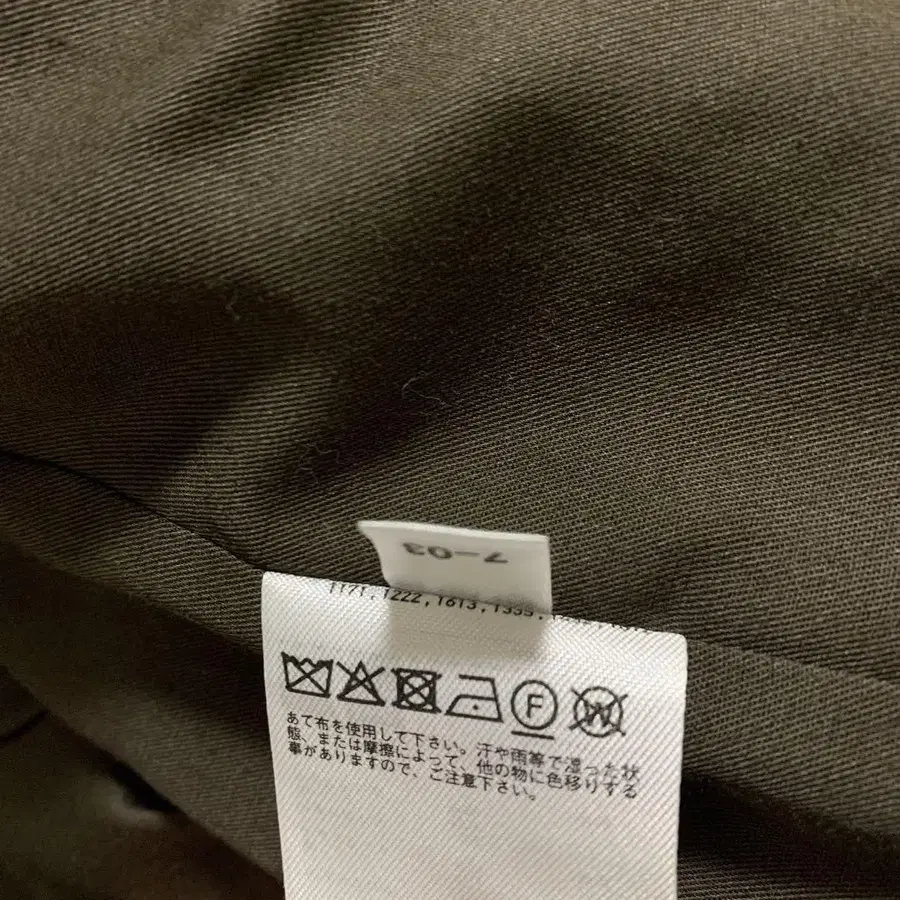 7-03
1171,1222,1613,1335,
F
W
あて布を使用して下さい。汗や雨等で湿った状
態、または摩擦によって、他の物に色移りする
事がありますので、ご注意下さい。